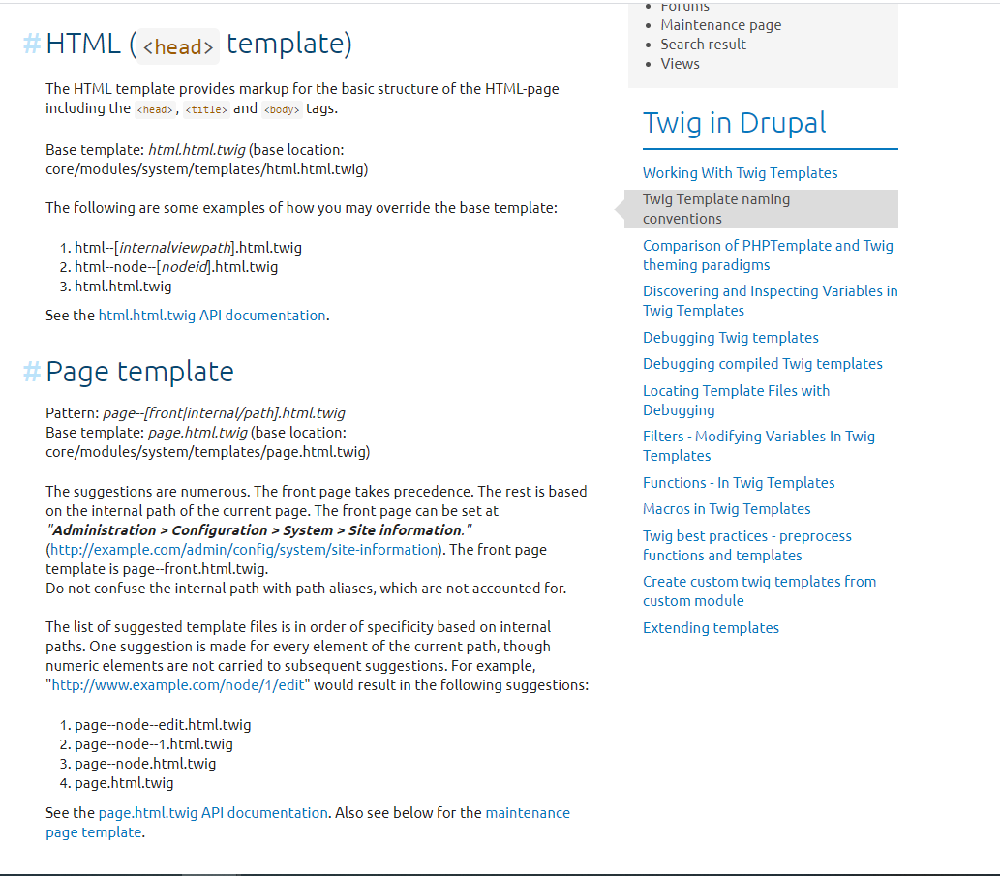 # HTML (<head> template)
The HTML template provides markup for the basic structure of the HTML-page
including the <head>, <title> and <body> tags.
Base template: html.html.twig (base location:
core/modules/system/templates/html.html.twig)
The following are some examples of how you may override the base template:
1. html--[internalviewpath].html.twig
2. html--node--[nodeid].html.twig
3. html.html.twig
See the html.html.twig API documentation.
# Page template
Pattern: page--[front|internal/path].html.twig
Base template: page.html.twig (base location:
core/modules/system/templates/page.html.twig)
The suggestions are numerous. The front page takes precedence. The rest is based
on the internal path of the current page. The front page can be set at
"Administration > Configuration > System > Site information."
(http://example.com/admin/config/system/site-information). The front page
template is page--front.html.twig.
Do not confuse the internal path with path aliases, which are not accounted for.
The list of suggested template files is in order of specificity based on internal
paths. One suggestion is made for every element of the current path, though
numeric elements are not carried to subsequent suggestions. For example,
"http://www.example.com/node/1/edit" would result in the following suggestions:
1. page--node--edit.html.twig
2. page--node--1.html.twig
3. page--node.html.twig
4. page.html.twig
See the page.html.twig API documentation. Also see below for the maintenance
page template.
• Forums
• Maintenance page
• Search result
• Views
Twig in Drupal
Working With Twig Templates
Twig Template naming
conventions
Comparison of PHPTemplate and Twig
theming paradigms
Discovering and Inspecting Variables in
Twig Templates
Debugging Twig templates
Debugging compiled Twig templates
Locating Template Files with
Debugging
Filters - Modifying Variables In Twig
Templates
Functions - In Twig Templates
Macros in Twig Templates
Twig best practices - preprocess
functions and templates
Create custom twig templates from
custom module
Extending templates